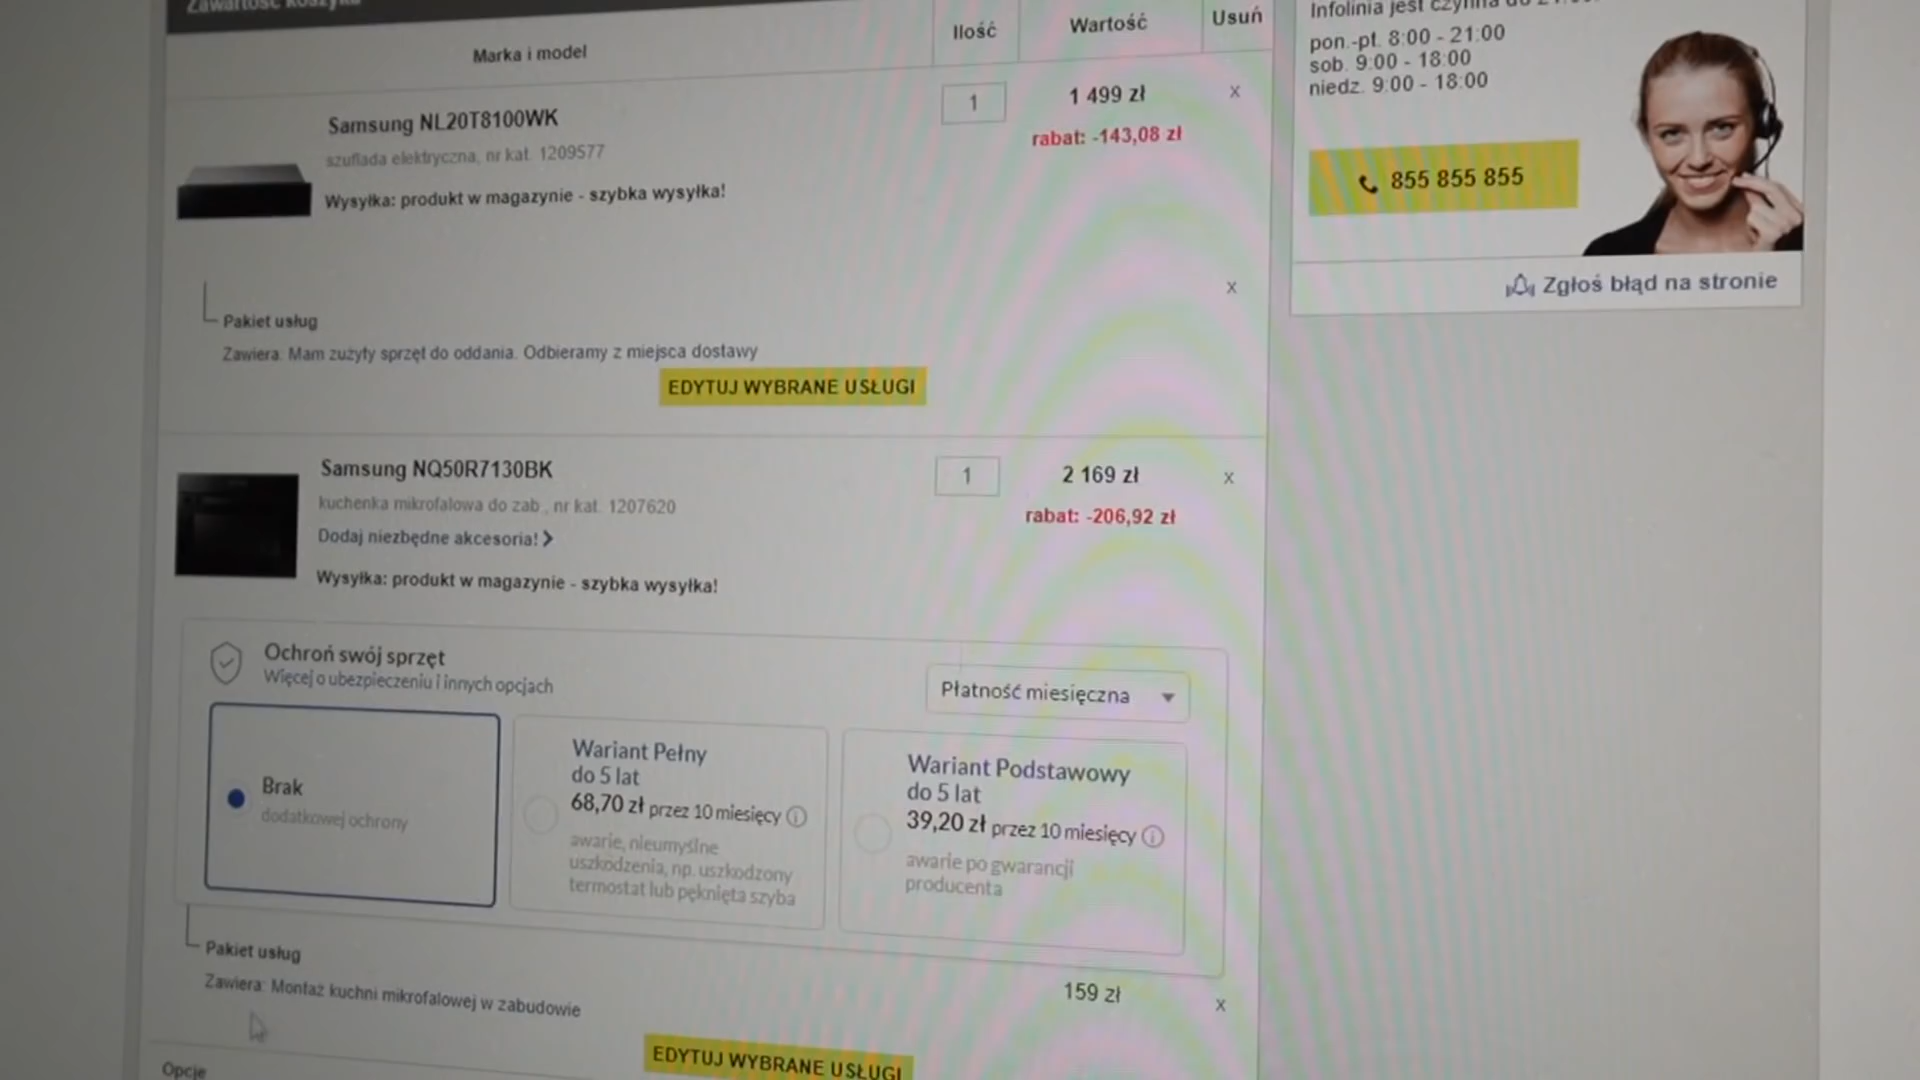 Zawartość koszyka
Marka i model
Ilość
Wartość
Usuń
Samsung NL20T8100WK
szuflada elektryczna, nr kat. 1209577
Wysyłka: produkt w magazynie - szybka wysyłka!
1
1 499 zł
rabat: -143,08 zł
x
x
Pakiet usług
Zawiera: Mam zużyty sprzęt do oddania. Odbieramy z miejsca dostawy
EDYTUJ WYBRANE USŁUGI
Samsung NQ50R7130BK
kuchenka mikrofalowa do zab., nr kat. 1207620
Dodaj niezbędne akcesoria!
Wysyłka: produkt w magazynie - szybka wysyłka!
1
2 169 zł
rabat: -206,92 zł
x
Ochroń swój sprzęt
Więcej o ubezpieczeniu i innych opcjach
Płatność miesięczna
Brak
dodatkowej ochrony
Wariant Pełny
do 5 lat
68,70 zł przez 10 miesięcy
awarie, nieumyślne
uszkodzenia, np. uszkodzony
termostat lub pęknięta szyba
Wariant Podstawowy
do 5 lat
39,20 zł przez 10 miesięcy
awarie po gwarancji
producenta
Pakiet usług
Zawiera: Montaż kuchni mikrofalowej w zabudowie
159 zł
x
EDYTUJ WYBRANE USŁUGI
Opcje
Infolinia jest czynna do
pon.-pt. 8:00 - 21:00
sob. 9:00 - 18:00
niedz. 9:00 - 18:00
855 855 855
Zgłoś błąd na stronie